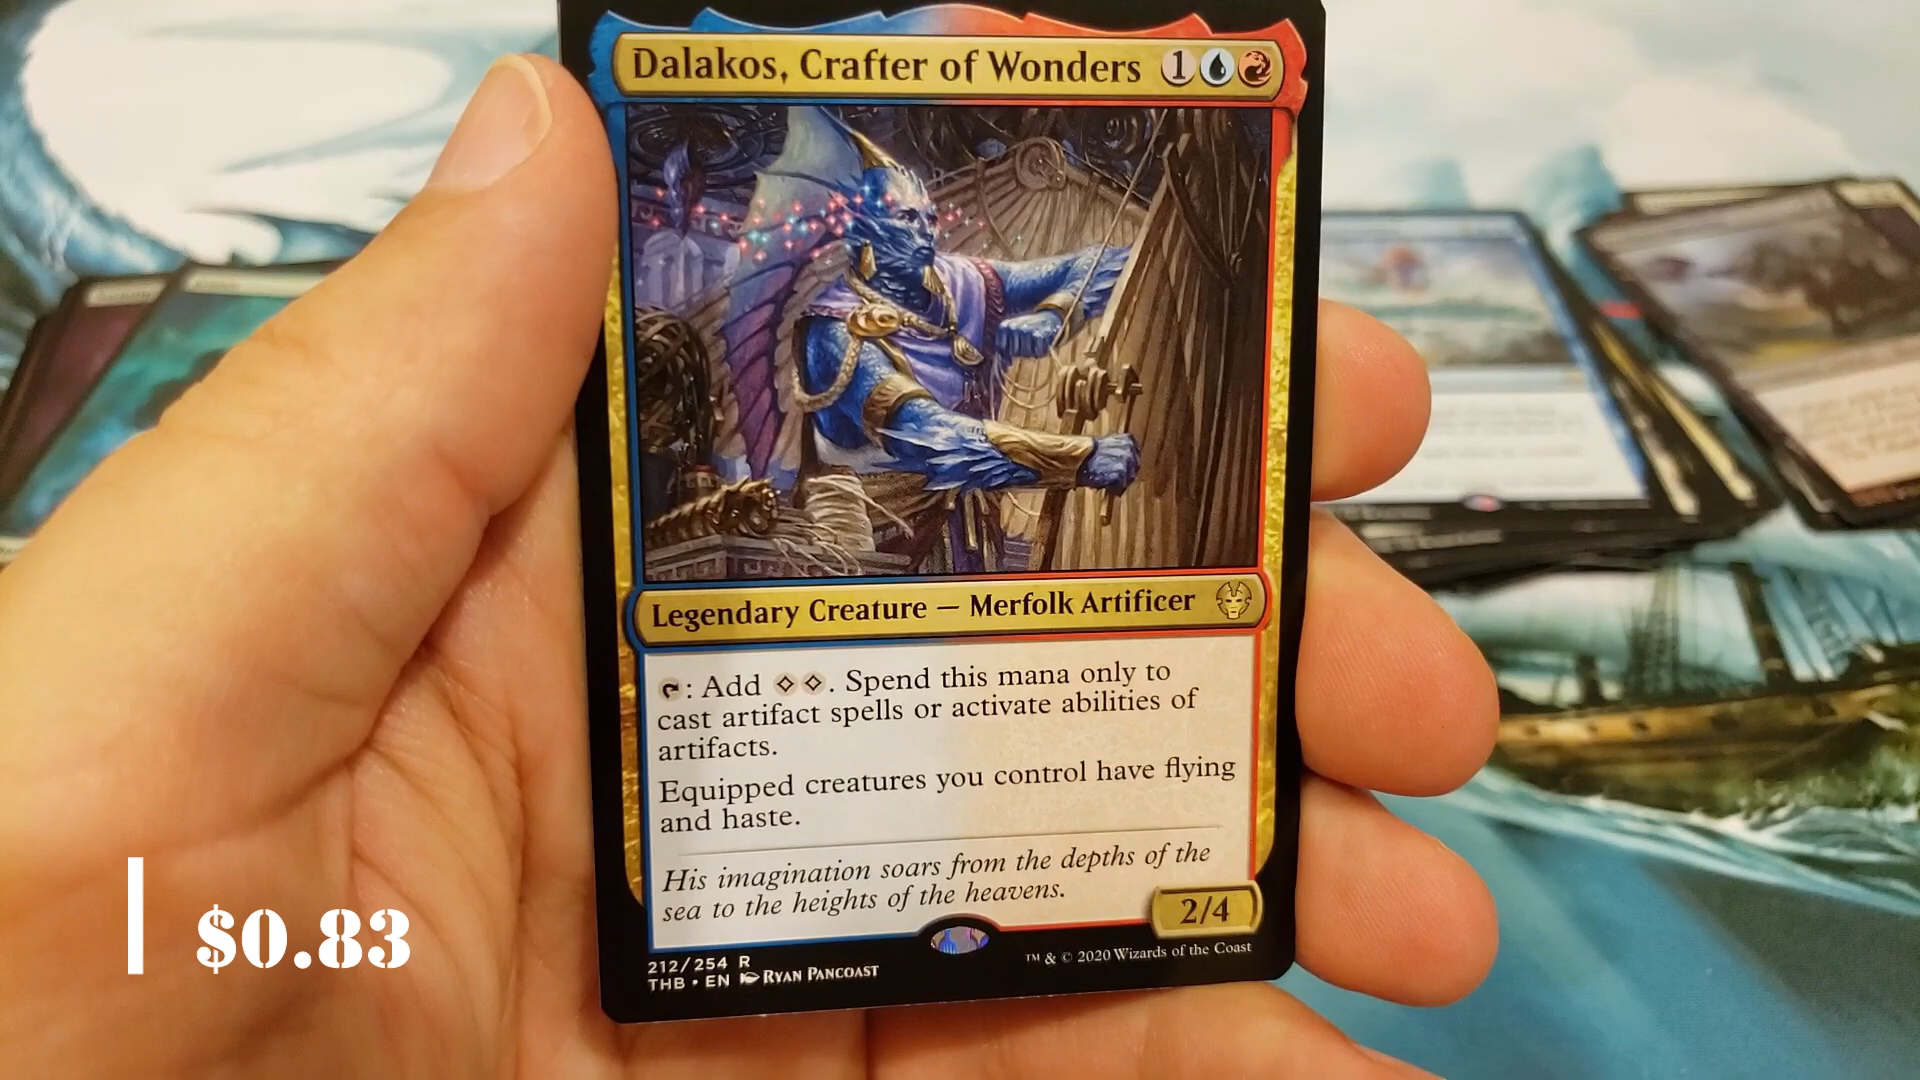 Dalakos, Crafter of Wonders 1
Legendary Creature — Merfolk Artificer
: Add . Spend this mana only to
cast artifact spells or activate abilities of
artifacts.
Equipped creatures you control have flying
and haste.
His imagination soars from the depths of the
sea to the heights of the heavens.
2/4
212/254 R
THB • EN RYAN PANCOAST
™ & © 2020 Wizards of the Coast
$0.83